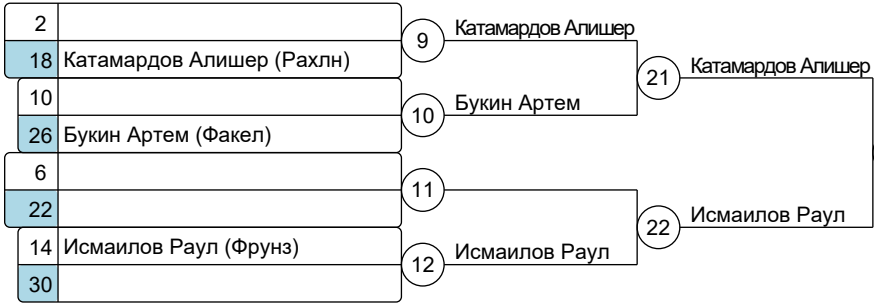 2
9 Катамардов Алишер
18 Катамардов Алишер (Рахлн)
21 Катамардов Алишер
10
10 Букин Артем
26 Букин Артем (Факел)
6
11
22
22 Исмаилов Раул
14 Исмаилов Раул (Фрунз)
12 Исмаилов Раул
30